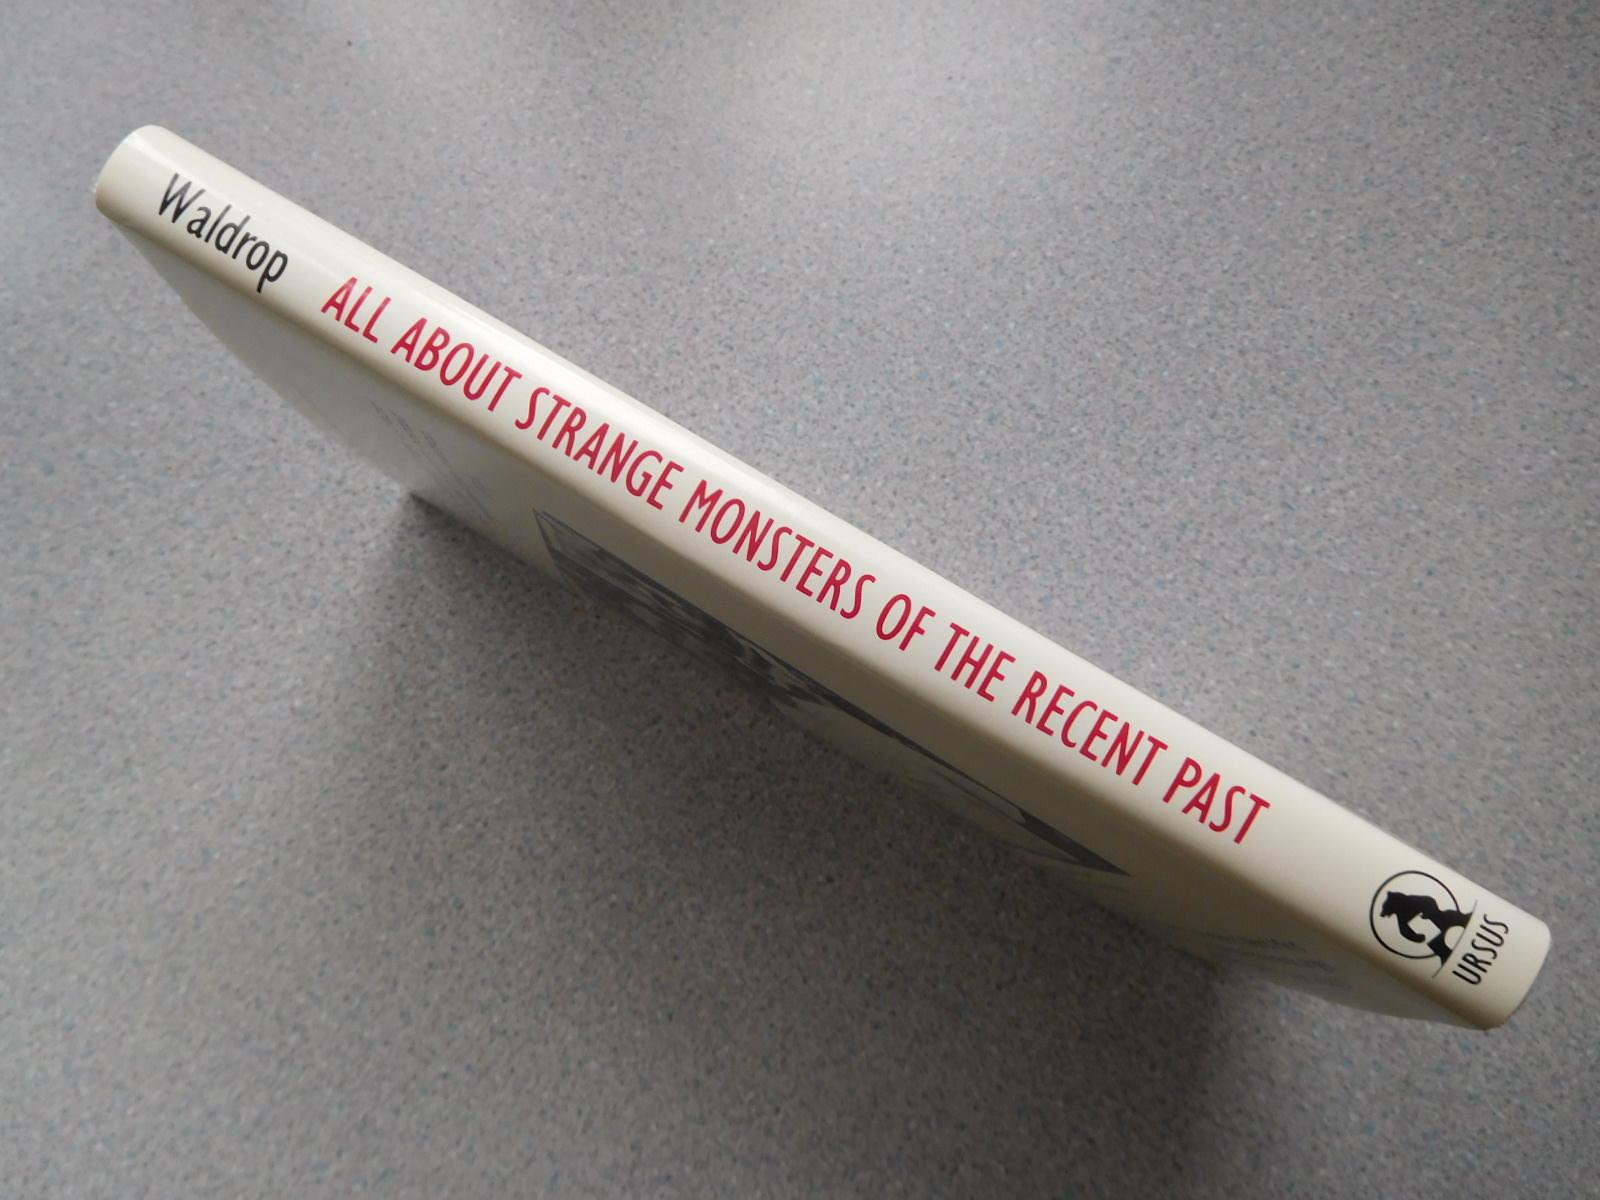 Waldrop ALL ABOUT STRANGE MONSTERS OF THE RECENT PAST
URSUS